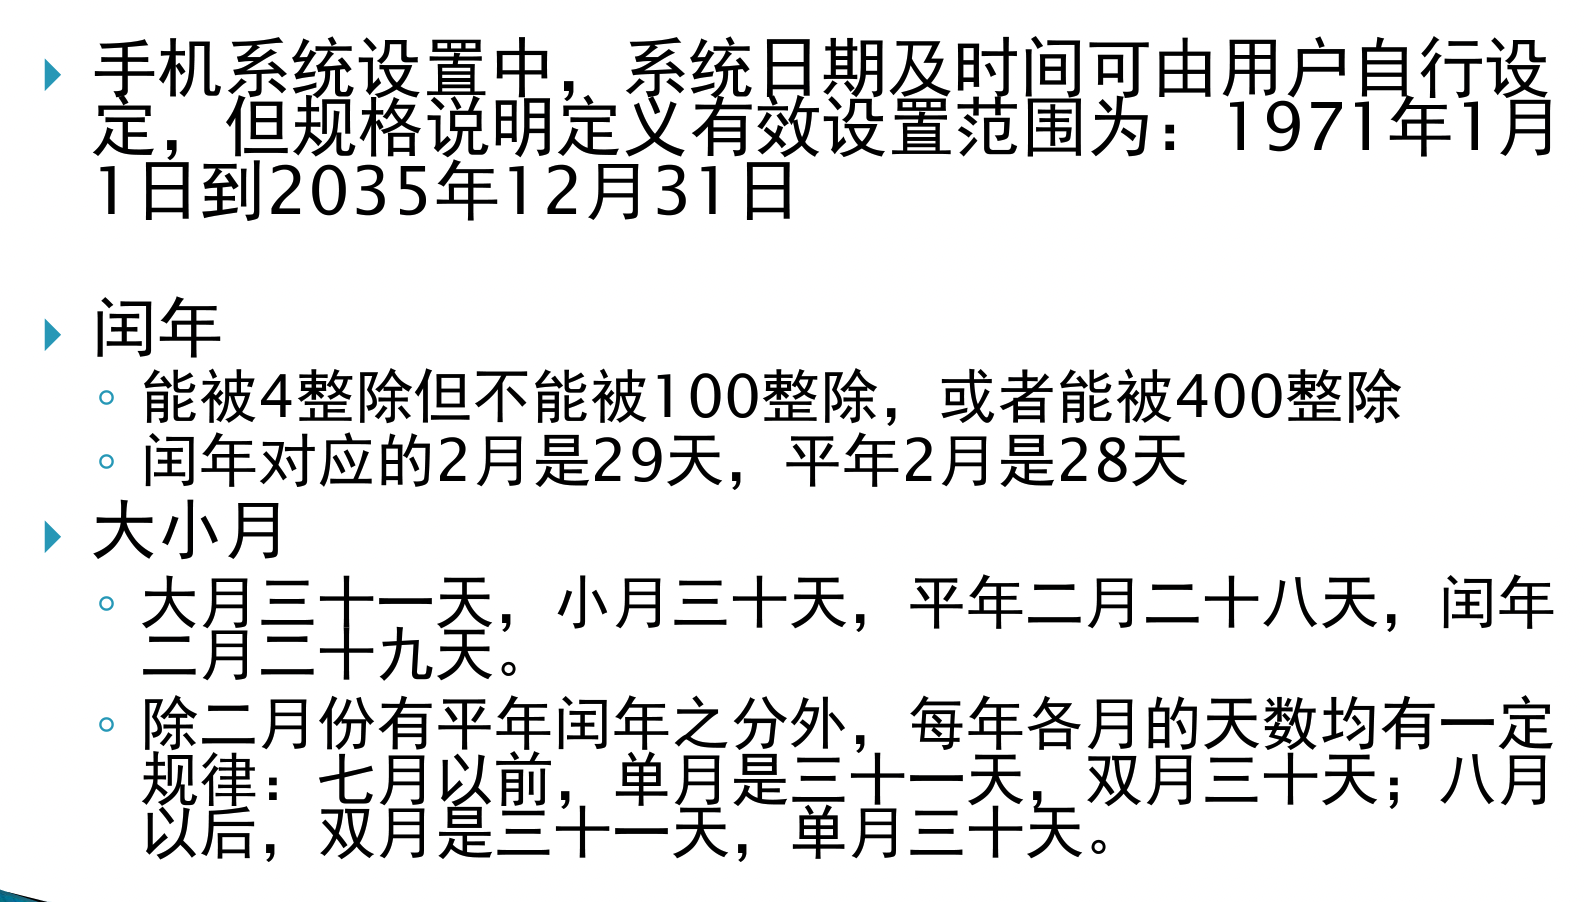 手机系统设置中，系统日期及时间可由用户自行设
定，但规格说明定义有效设置范围为：1971年1月
1日到2035年12月31日
闰年
能被4整除但不能被100整除，或者能被400整除
闰年对应的2月是29天，平年2月是28天
大小月
大月三十一天，小月三十天，平年二月二十八天，闰年
二月二十九天。
除二月份有平年闰年之分外，每年各月的天数均有一定
规律：七月以前，单月是三十一天，双月三十天；八月
以后，双月是三十一天，单月三十天。